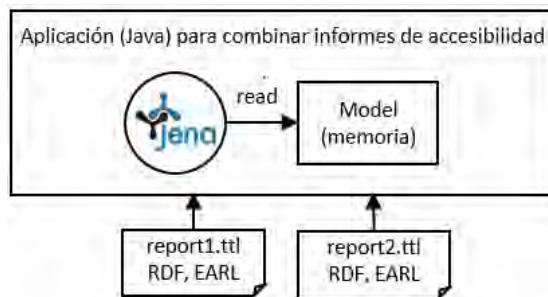 Aplicación (Java) para combinar informes de accesibilidad
read
Jena
Model
(memoria)
report1.ttl
RDF, EARL
report2.ttl
RDF, EARL